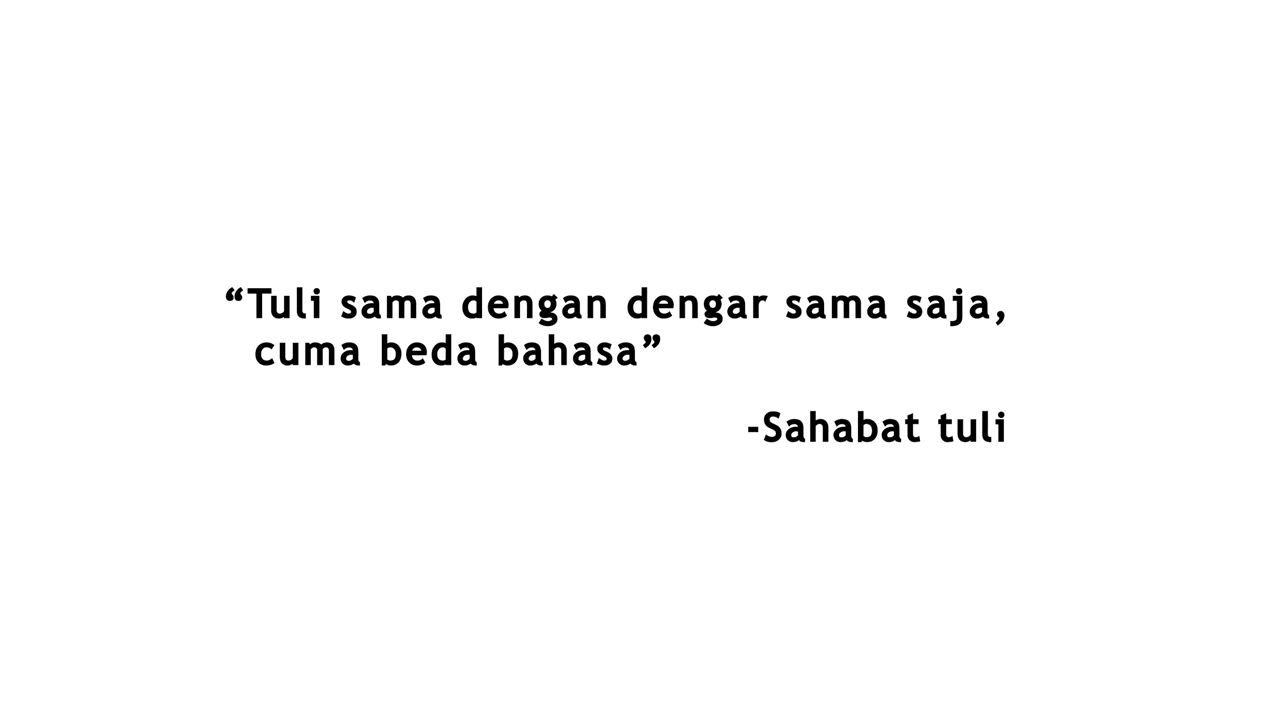 “Tuli sama dengan dengar sama saja,
cuma beda bahasa”
-Sahabat tuli